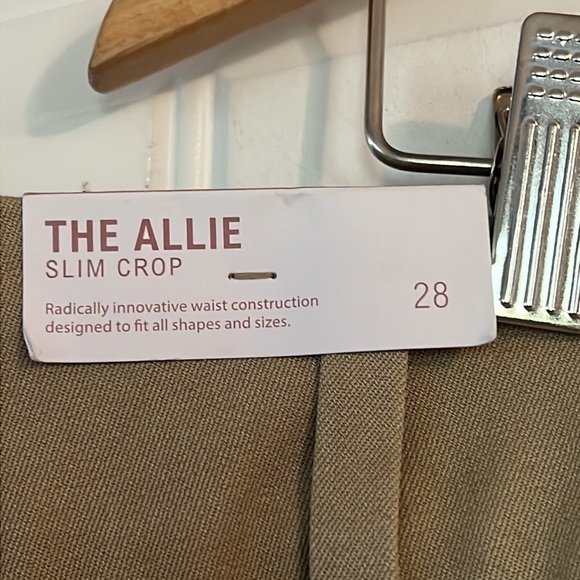 THE ALLIE
SLIM CROP
Radically innovative waist construction
designed to fit all shapes and sizes.
28